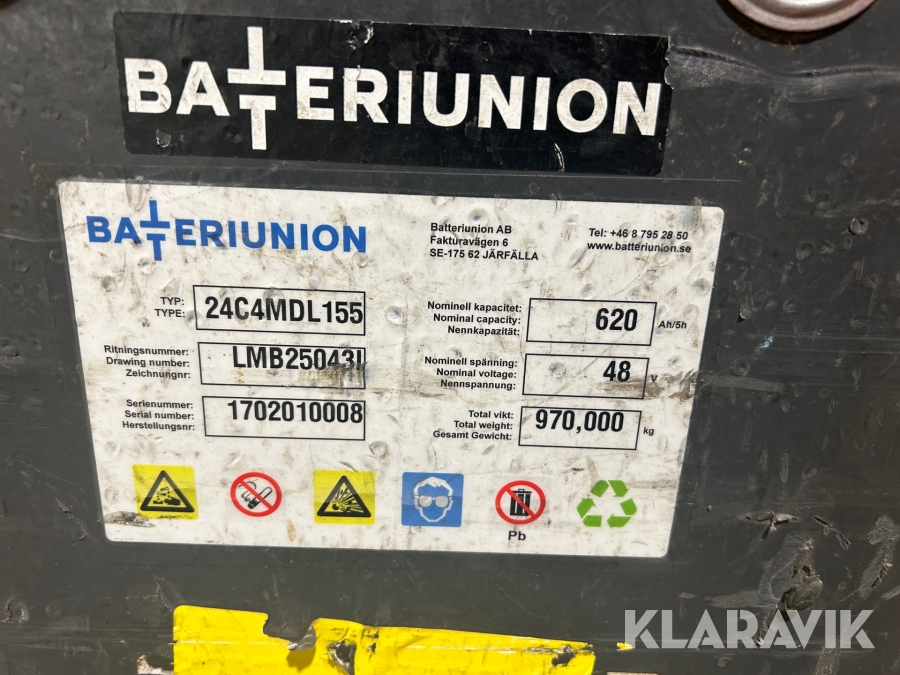 BATTERIUNION
BATTERIUNION
Batteriunion AB
Fakturavägen 6
SE-175 62 JÄRFÄLLA
Tel: +46 8 795 28 50
www.batteriunion.se
TYP:
TYPE:
24C4MDL155
Nominell kapacitet:
Nominal capacity:
Nennkapazität:
620
Ah/5h
Ritningsnummer:
Drawing number:
Zeichnungnr:
LMB25043I
Nominell spänning:
Nominal voltage:
Nennspannung:
48
V
Serienummer:
Serial number:
Herstellungsnr:
1702010008
Total vikt:
Total weight:
Gesamt Gewicht:
970,000
kg
Pb
KLARAVIK